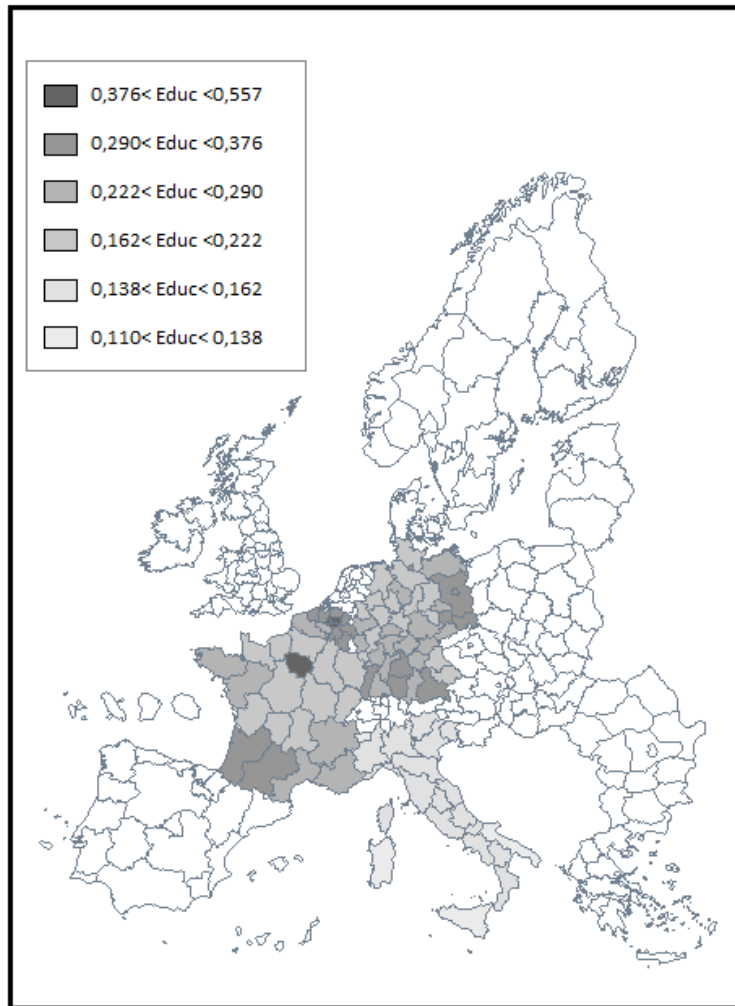 0,376< Educ <0,557
0,290< Educ <0,376
0,222< Educ <0,290
0,162< Educ <0,222
0,138< Educ< 0,162
0,110< Educ< 0,138